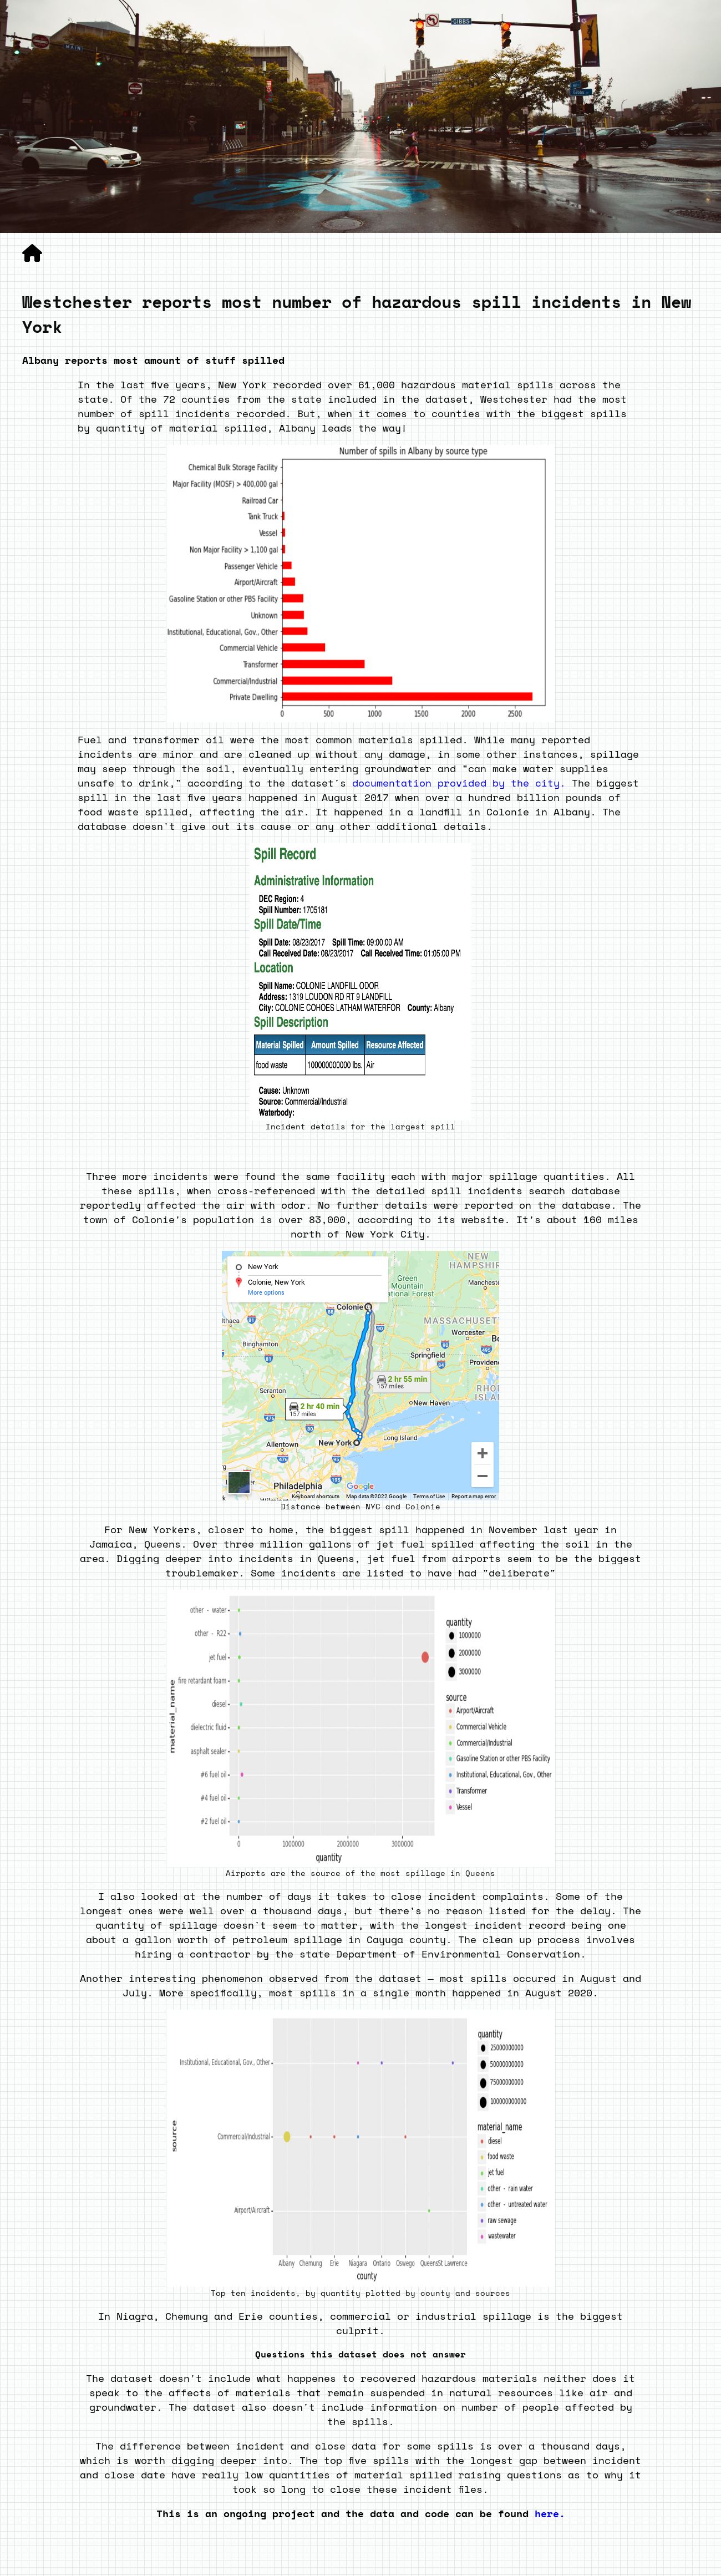 MAIN
GIBBS
Westchester reports most number of hazardous spill incidents in New
York
Albany reports most amount of stuff spilled
In the last five years, New York recorded over 61,000 hazardous material spills across the
state. Of the 72 counties from the state included in the dataset, Westchester had the most
number of spill incidents recorded. But, when it comes to counties with the biggest spills
by quantity of material spilled, Albany leads the way!
Number of spills in Albany by source type
Chemical Bulk Storage Facility
Major Facility (MOSF) > 400,000 gal
Railroad Car
Tank Truck
Vessel
Non Major Facility > 1,100 gal
Passenger Vehicle
Airport/Aircraft
Gasoline Station or other PBS Facility
Unknown
Institutional, Educational, Gov., Other
Commercial Vehicle
Transformer
Commercial/Industrial
Private Dwelling
0 500 1000 1500 2000 2500
Fuel and transformer oil were the most common materials spilled. While many reported
incidents are minor and are cleaned up without any damage, in some other instances, spillage
may seep through the soil, eventually entering groundwater and "can make water supplies
unsafe to drink," according to the dataset's documentation provided by the city. The biggest
spill in the last five years happened in August 2017 when over a hundred billion pounds of
food waste spilled, affecting the air. It happened in a landfill in Colonie in Albany. The
database doesn't give out its cause or any other additional details.
Spill Record
Administrative Information
DEC Region: 4
Spill Number: 1705181
Spill Date/Time
Spill Date: 08/23/2017 Spill Time: 09:00:00 AM
Call Received Date: 08/23/2017 Call Received Time: 01:05:00 PM
Location
Spill Name: COLONIE LANDFILL ODOR
Address: 1319 LOUDON RD RT 9 LANDFILL
City: COLONIE COHOES LATHAM WATERFOR County: Albany
Spill Description
Material Spilled Amount Spilled Resource Affected
food waste 100000000000 lbs. Air
Cause: Unknown
Source: Commercial/Industrial
Waterbody:
Incident details for the largest spill
Three more incidents were found the same facility each with major spillage quantities. All
these spills, when cross-referenced with the detailed spill incidents search database
reportedly affected the air with odor. No further details were reported on the database. The
town of Colonie's population is over 83,000, according to its website. It's about 160 miles
north of New York City.
New York
Colonie, New York
More options
NEW
HAMPSHIR
Green
Mountain
ational Forest
Mancheste
Colonie
Ithaca
MASSACHUSET
Worcester
Bo
Binghamton
Springfield
Providenc
2 hr 55 min
157 miles
RHOD
ISLAN
Scranton
2 hr 40 min
157 miles
New Haven
Long Island
Allentown
New York
Philadelphia
Google
Keyboard shortcuts Map data ©2022 Google Terms of Use Report a map error
Distance between NYC and Colonie
For New Yorkers, closer to home, the biggest spill happened in November last year in
Jamaica, Queens. Over three million gallons of jet fuel spilled affecting the soil in the
area. Digging deeper into incidents in Queens, jet fuel from airports seem to be the biggest
troublemaker. Some incidents are listed to have had "deliberate"
material_name
other - water
other - R22
jet fuel
fire retardant foam
diesel
dielectric fluid
asphalt sealer
#6 fuel oil
#4 fuel oil
#2 fuel oil
0 1000000 2000000 3000000
quantity
quantity
1000000
2000000
3000000
source
Airport/Aircraft
Commercial Vehicle
Commercial/Industrial
Gasoline Station or other PBS Facility
Institutional, Educational, Gov., Other
Transformer
Vessel
Airports are the source of the most spillage in Queens
I also looked at the number of days it takes to close incident complaints. Some of the
longest ones were well over a thousand days, but there's no reason listed for the delay. The
quantity of spillage doesn't seem to matter, with the longest incident record being one
about a gallon worth of petroleum spillage in Cayuga county. The clean up process involves
hiring a contractor by the state Department of Environmental Conservation.
Another interesting phenomenon observed from the dataset — most spills occured in August and
July. More specifically, most spills in a single month happened in August 2020.
source
Institutional, Educational, Gov., Other
Commercial/Industrial
Airport/Aircraft
Albany Chemung Erie Niagara Ontario Oswego Queens St Lawrence
county
quantity
25000000000
50000000000
75000000000
100000000000
material_name
diesel
food waste
jet fuel
other - rain water
other - untreated water
raw sewage
wastewater
Top ten incidents, by quantity plotted by county and sources
In Niagra, Chemung and Erie counties, commercial or industrial spillage is the biggest
culprit.
Questions this dataset does not answer
The dataset doesn't include what happenes to recovered hazardous materials neither does it
speak to the affects of materials that remain suspended in natural resources like air and
groundwater. The dataset also doesn't include information on number of people affected by
the spills.
The difference between incident and close data for some spills is over a thousand days,
which is worth digging deeper into. The top five spills with the longest gap between incident
and close date have really low quantities of material spilled raising questions as to why it
took so long to close these incident files.
This is an ongoing project and the data and code can be found here.